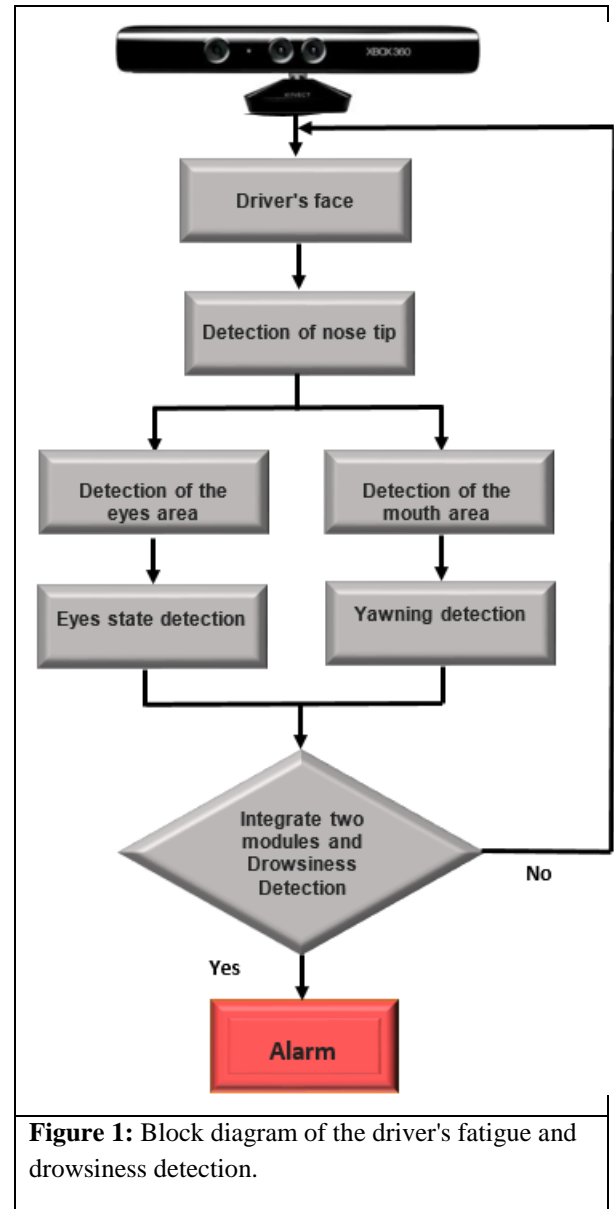 XBOX360
KINECT
Driver's face
Detection of nose tip
Detection of the
eyes area
Detection of the
mouth area
Eyes state detection
Yawning detection
Integrate two
modules and
Drowsiness
Detection
No
Yes
Alarm
Figure 1: Block diagram of the driver's fatigue and
drowsiness detection.